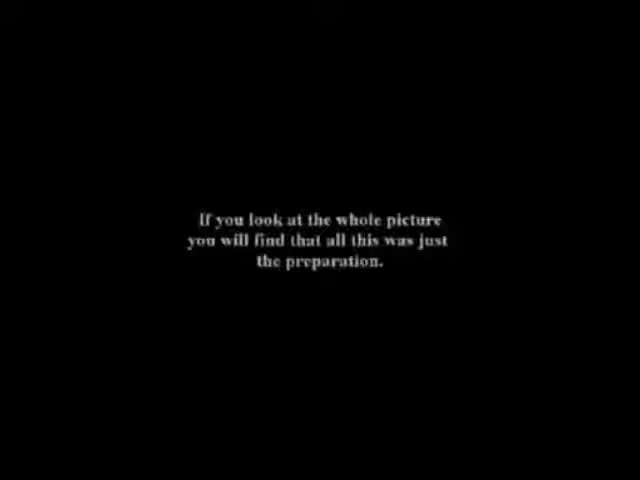 If you look at the whole picture
you will find that all this was just
the preparation.